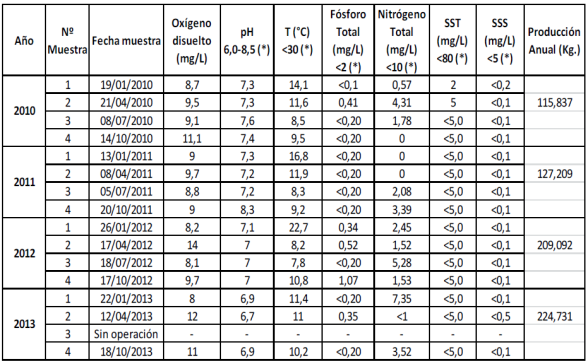 Año Nº Muestra Fecha muestra Oxígeno disuelto (mg/L) pH 6,0-8,5 (*) T (°C) <30 (*) Fósforo Total (mg/L) <2 (*) Nitrógeno Total (mg/L) <10 (*) SST (mg/L) <80 (*) SSS (mg/L) <5 (*) Producción Anual (Kg.)
2010 1 19/01/2010 8,7 7,3 14,1 <0,1 0,57 2 <0,2 115,837
2 21/04/2010 9,5 7,3 11,6 0,41 4,31 5 <0,1
3 08/07/2010 9,1 7,6 8,5 <0,20 1,78 <5,0 <0,1
4 14/10/2010 11,1 7,4 9,5 <0,20 0 <5,0 <0,1
2011 1 13/01/2011 9 7,3 16,8 <0,20 0 <5,0 <0,1 127,209
2 08/04/2011 9,7 7,2 11,9 <0,20 0 <5,0 <0,1
3 05/07/2011 8,8 7,2 8,3 <0,20 2,08 <5,0 <0,1
4 20/10/2011 9 8,3 9,2 <0,20 3,39 <5,0 <0,1
2012 1 26/01/2012 8,2 7,1 22,7 0,34 2,45 <5,0 <0,1 209,092
2 17/04/2012 14 7 8,2 0,52 1,52 <5,0 <0,1
3 18/07/2012 8,1 7 7,8 <0,20 5,28 <5,0 <0,1
4 17/10/2012 9,7 7 10,8 1,07 1,53 <5,0 <0,1
2013 1 22/01/2013 8 6,9 11,4 <0,20 7,35 <5,0 <0,1 224,731
2 12/04/2013 12 6,7 11 0,35 <1 <5,0 <0,5
3 Sin operación - - - - - - -
4 18/10/2013 11 6,9 10,2 <0,20 3,52 <5,0 <0,1